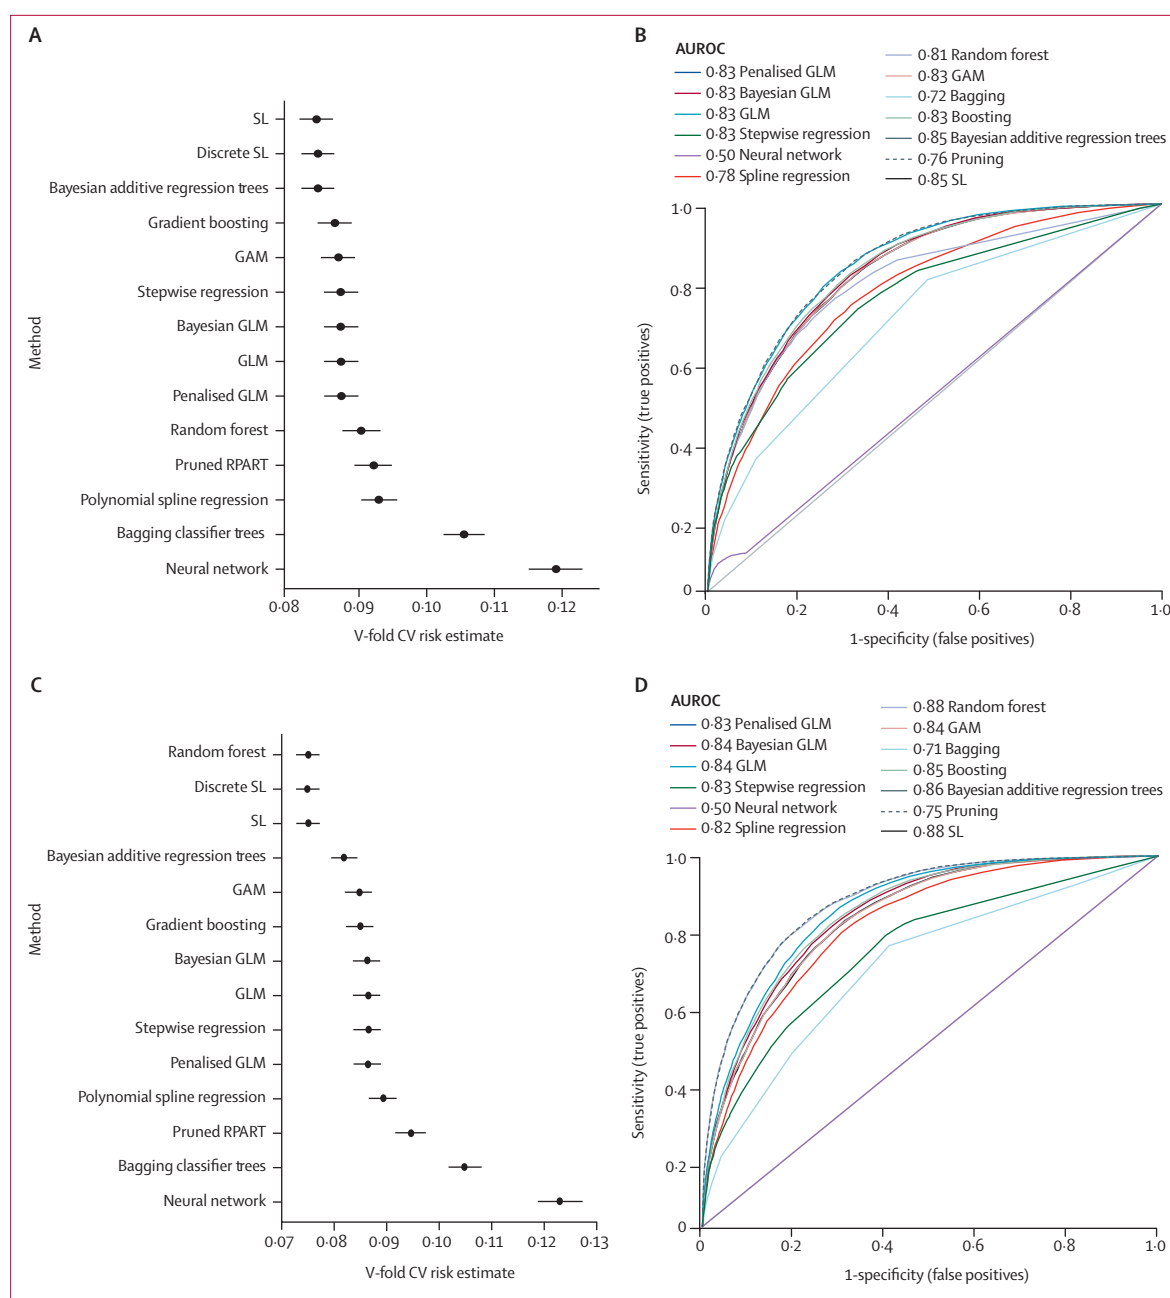 A
SL
Discrete SL
Bayesian additive regression trees
Gradient boosting
GAM
Stepwise regression
Bayesian GLM
GLM
Penalised GLM
Random forest
Pruned RPART
Polynomial spline regression
Bagging classifier trees
Neural network
Method
0·08 0·09 0·10 0·11 0·12
V-fold CV risk estimate
B
AUROC
0·83 Penalised GLM
0·83 Bayesian GLM
0·83 GLM
0·83 Stepwise regression
0·50 Neural network
0·78 Spline regression
0·81 Random forest
0·83 GAM
0·72 Bagging
0·83 Boosting
0·85 Bayesian additive regression trees
0·76 Pruning
0·85 SL
1·0
0·8
0·6
0·4
0·2
0
Sensitivity (true positives)
0 0·2 0·4 0·6 0·8 1·0
1-specificity (false positives)
C
Random forest
Discrete SL
SL
Bayesian additive regression trees
GAM
Gradient boosting
Bayesian GLM
GLM
Stepwise regression
Penalised GLM
Polynomial spline regression
Pruned RPART
Bagging classifier trees
Neural network
Method
0·07 0·08 0·09 0·10 0·11 0·12 0·13
V-fold CV risk estimate
D
AUROC
0·83 Penalised GLM
0·84 Bayesian GLM
0·84 GLM
0·83 Stepwise regression
0·50 Neural network
0·82 Spline regression
0·88 Random forest
0·84 GAM
0·71 Bagging
0·85 Boosting
0·86 Bayesian additive regression trees
0·75 Pruning
0·88 SL
1·0
0·8
0·6
0·4
0·2
0
Sensitivity (true positives)
0 0·2 0·4 0·6 0·8 1·0
1-specificity (false positives)